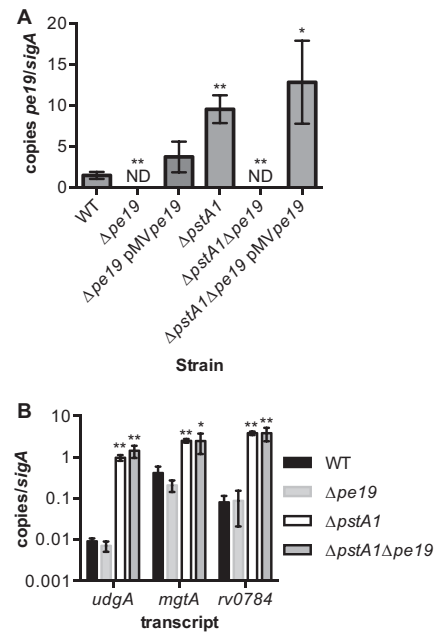 A
20
15
10
5
0
copies pe19/sigA
**
ND
**
**
ND
*
WT
Δpe19
Δpe19 pMVpe19
ΔpstA1
ΔpstA1Δpe19
ΔpstA1Δpe19 pMVpe19
Strain
B
10
1
0.1
0.01
0.001
copies/sigA
** **
** *
** **
udgA mgtA rv0784
transcript
WT
Δpe19
ΔpstA1
ΔpstA1Δpe19